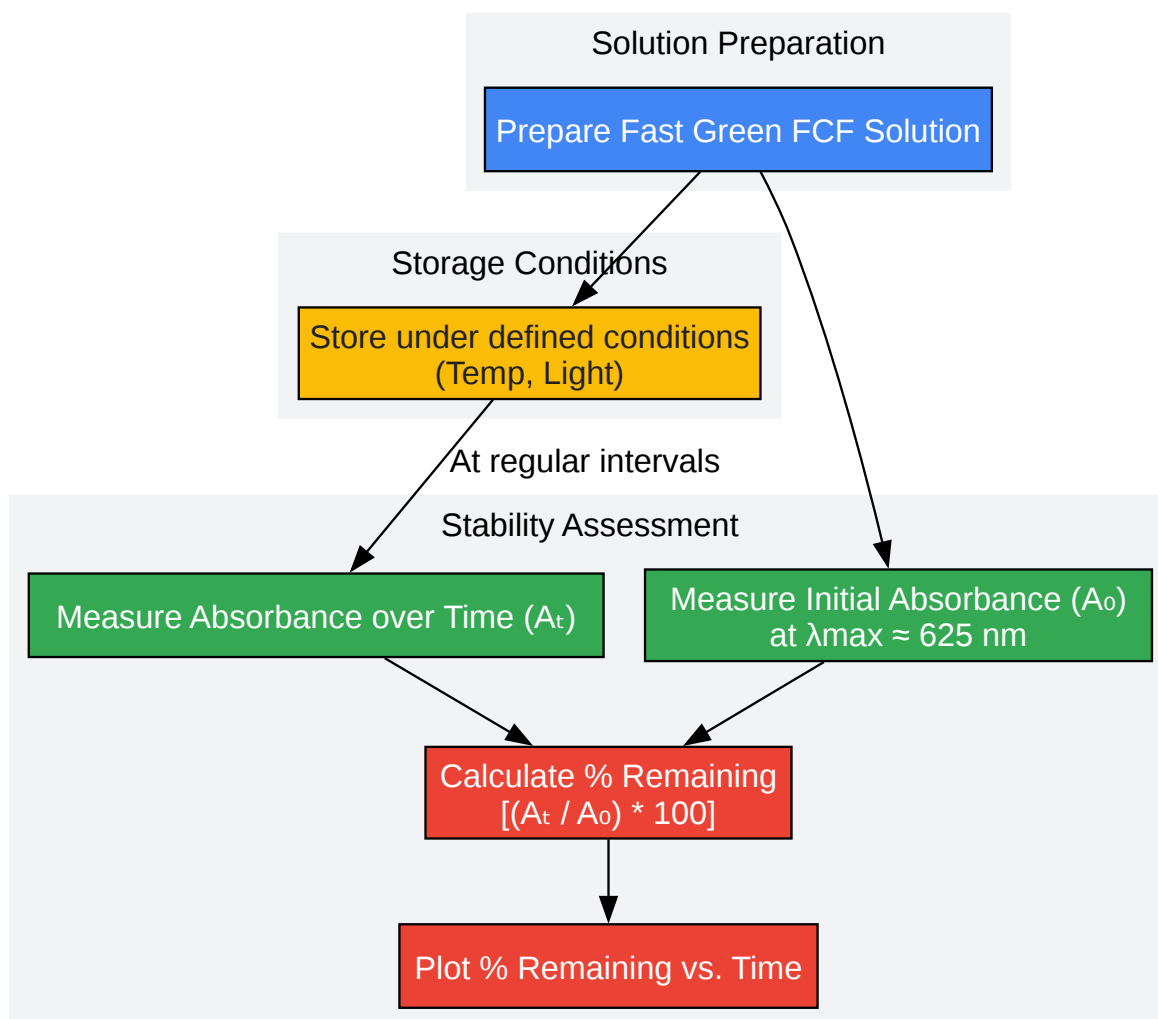 Solution Preparation
Prepare Fast Green FCF Solution
Storage Conditions
Store under defined conditions
(Temp, Light)
At regular intervals
Stability Assessment
Measure Absorbance over Time (Aₜ)
Measure Initial Absorbance (A₀)
at λmax ≈ 625 nm
Calculate % Remaining
[(Aₜ / A₀) * 100]
Plot % Remaining vs. Time